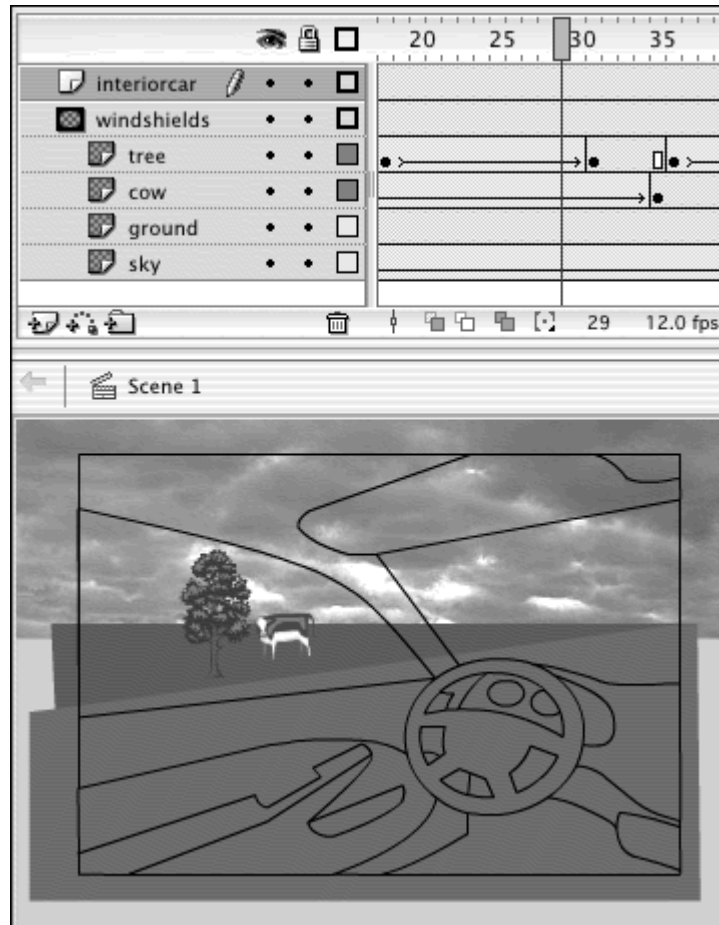 20 25 30 35
interiorcar
windshields
tree
cow
ground
sky
29 12.0 fps
Scene 1